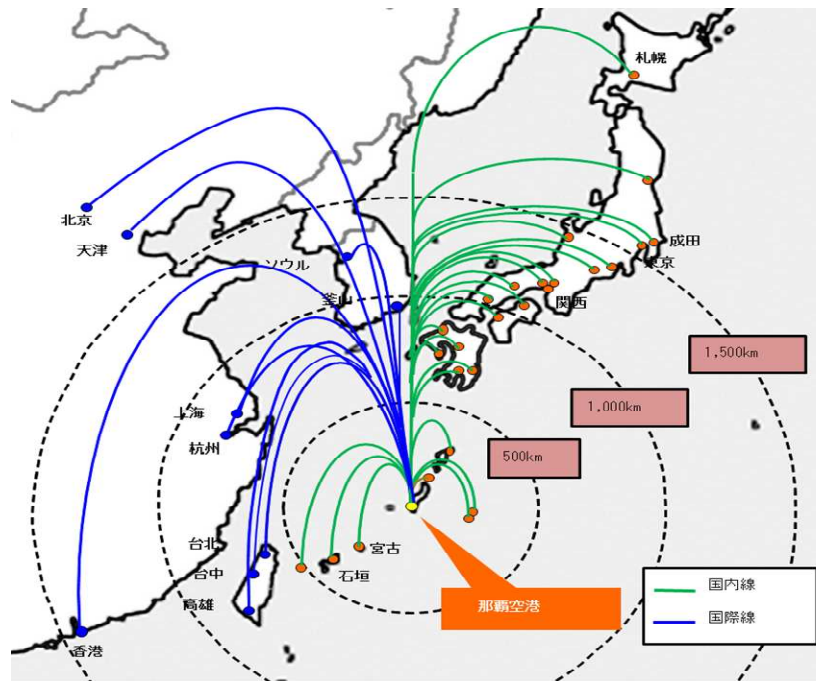 札幌
北京
天津
成田
東京
ソウル
釜山
関西
1,500km
1,000km
上海
杭州
500km
台北
宮古
台中
石垣
高雄
那覇空港
香港
国内線
国際線